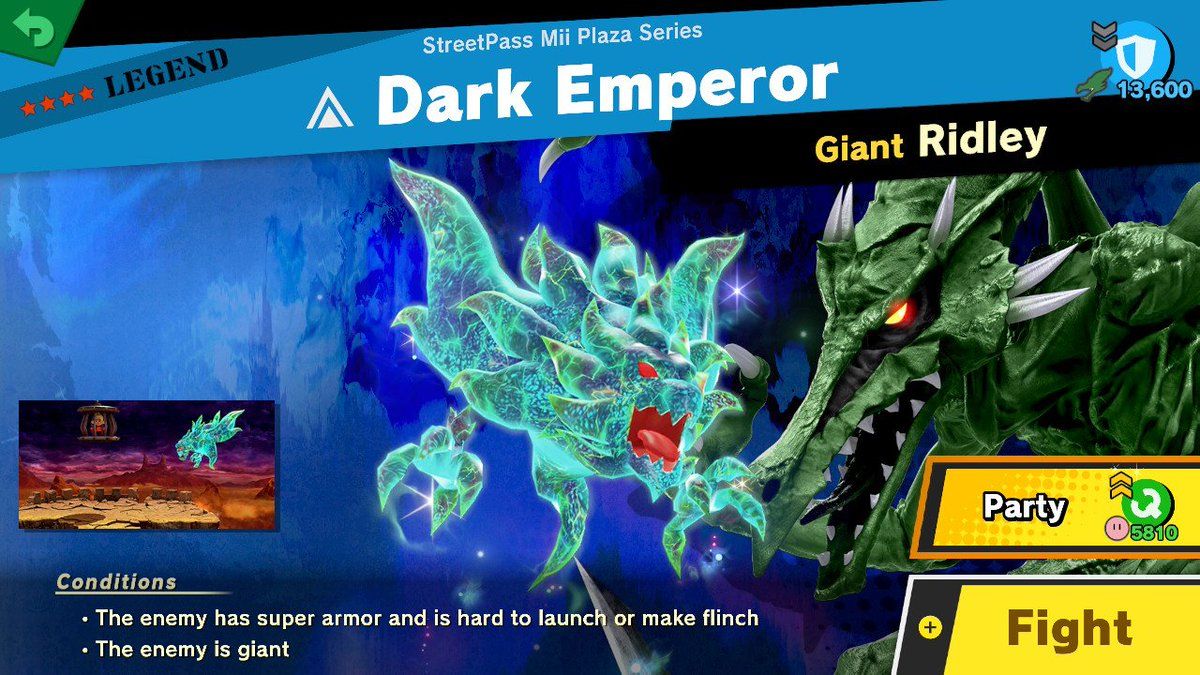 StreetPass Mii Plaza Series
★★★★ LEGEND
Dark Emperor
13,600
Giant Ridley
Party
5810
Conditions
• The enemy has super armor and is hard to launch or make flinch
• The enemy is giant
+ Fight